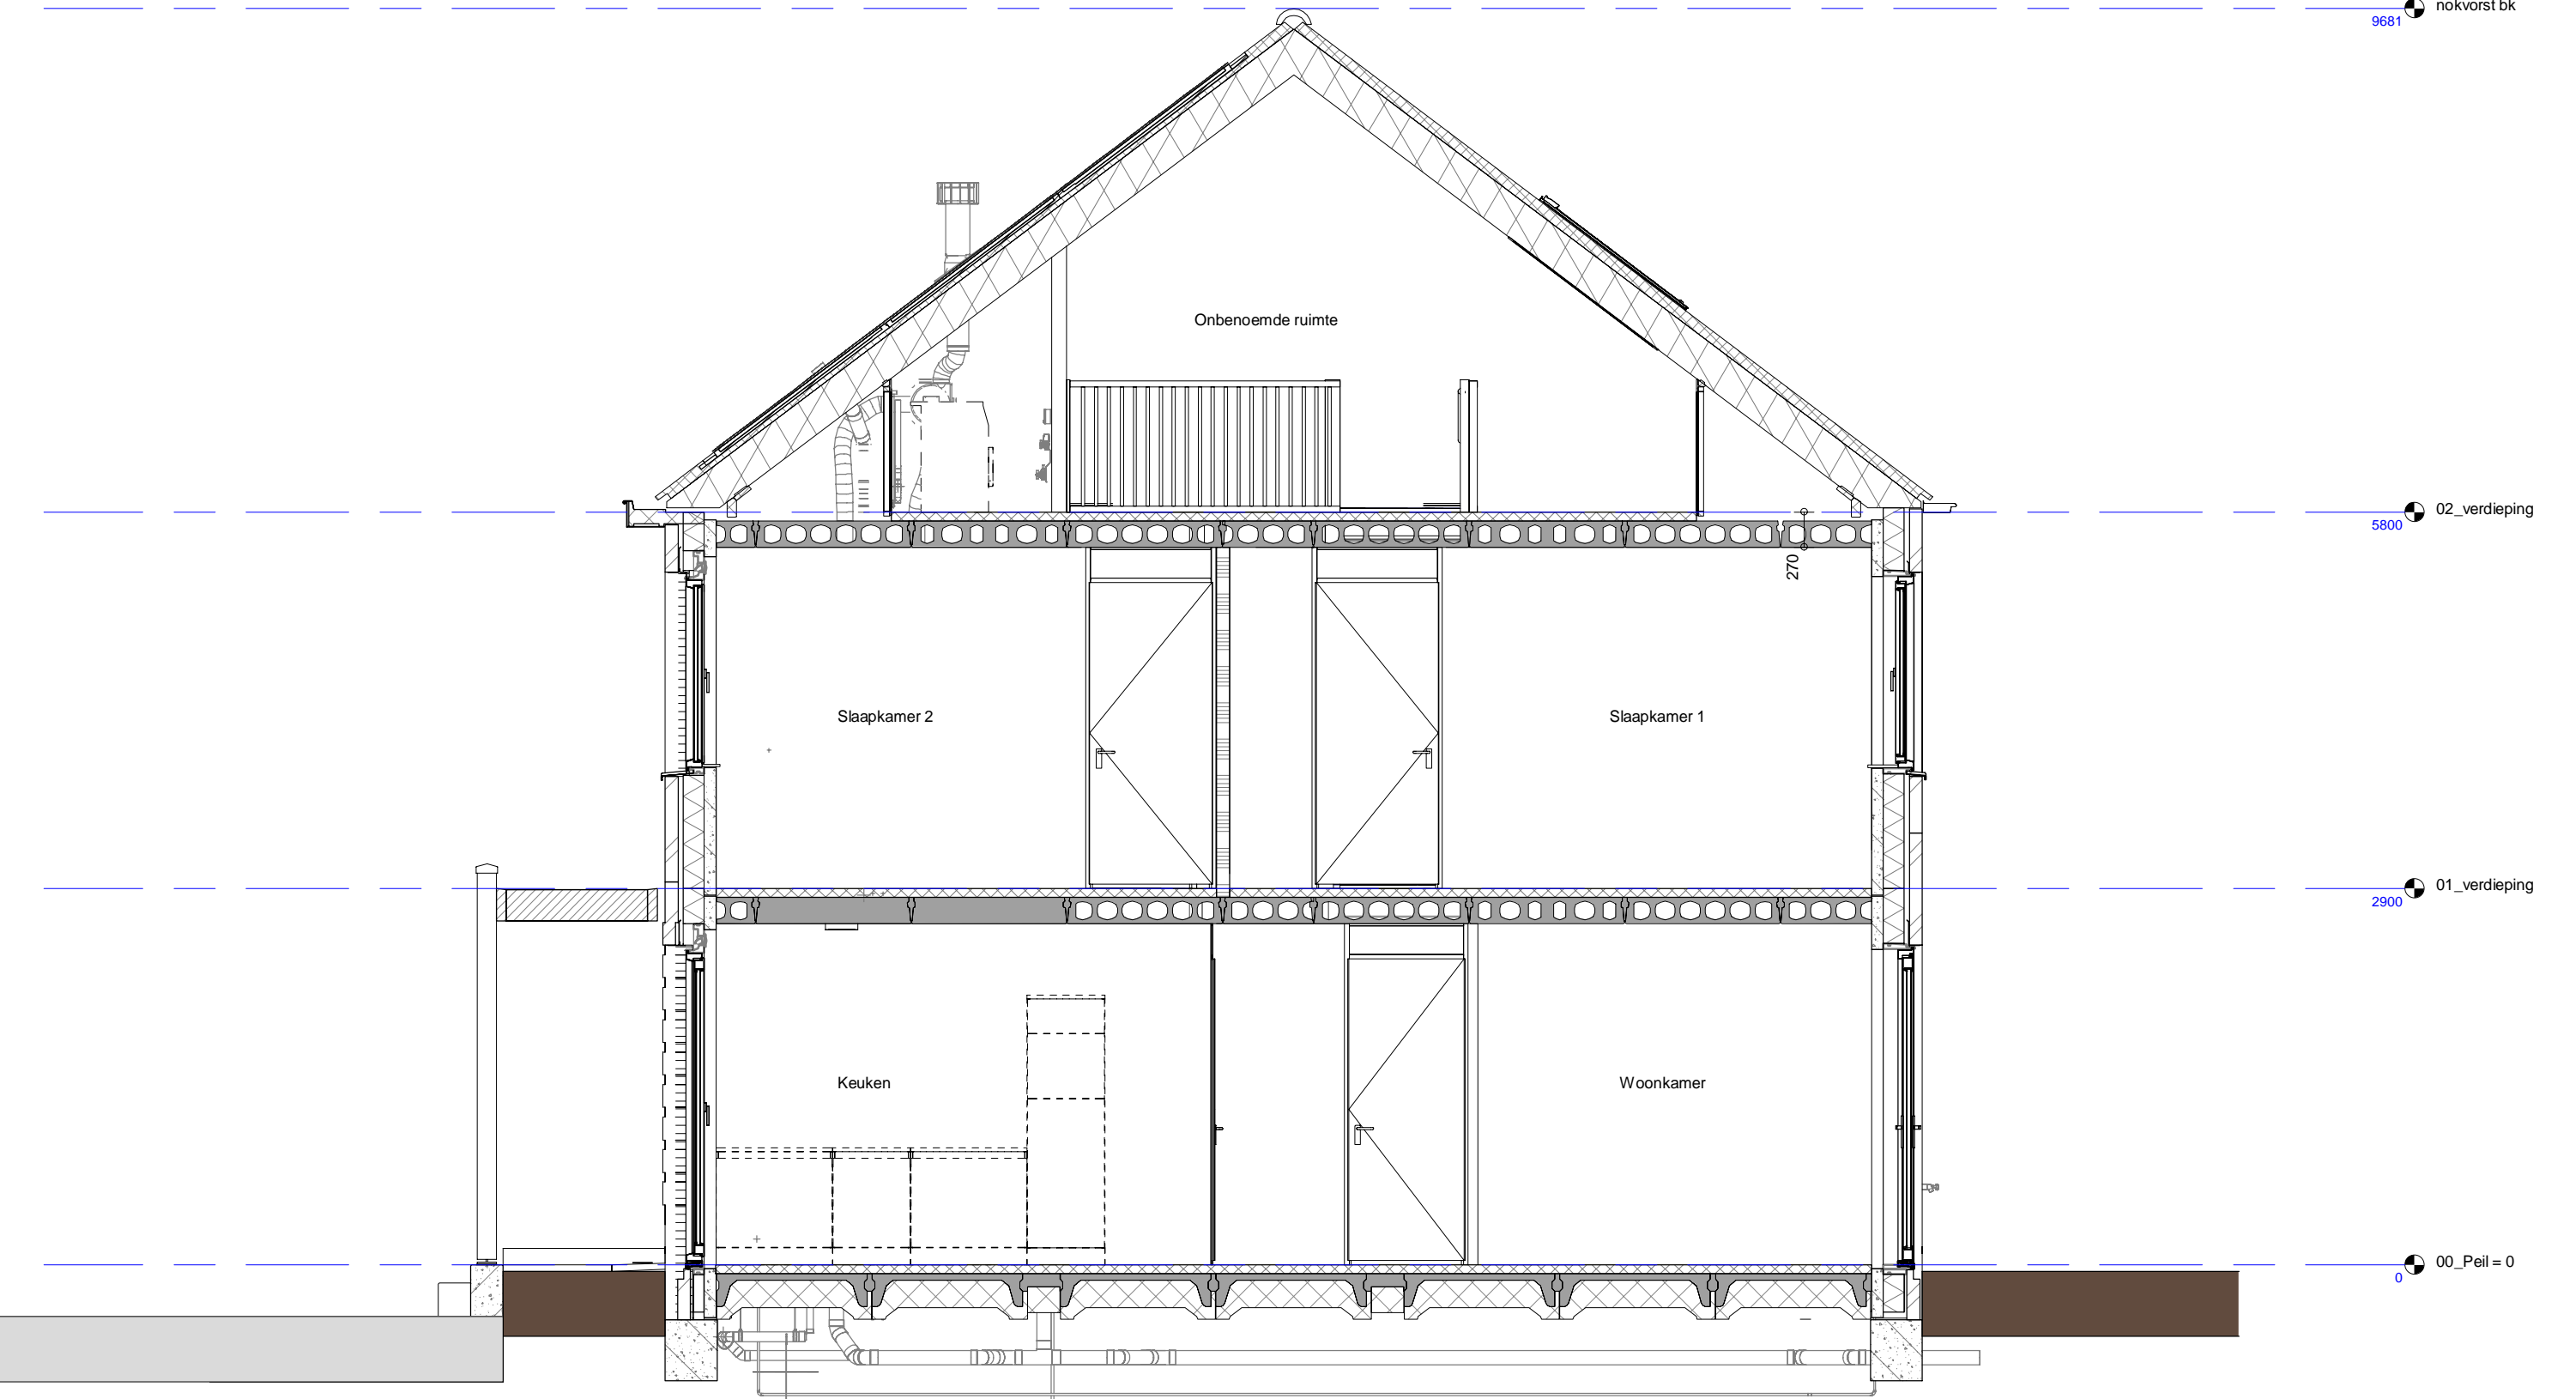 nokvorst bk
9681
Onbenoemde ruimte
02_verdieping
5800
270
Slaapkamer 2
Slaapkamer 1
01_verdieping
2900
Keuken
Woonkamer
00_Peil = 0
0